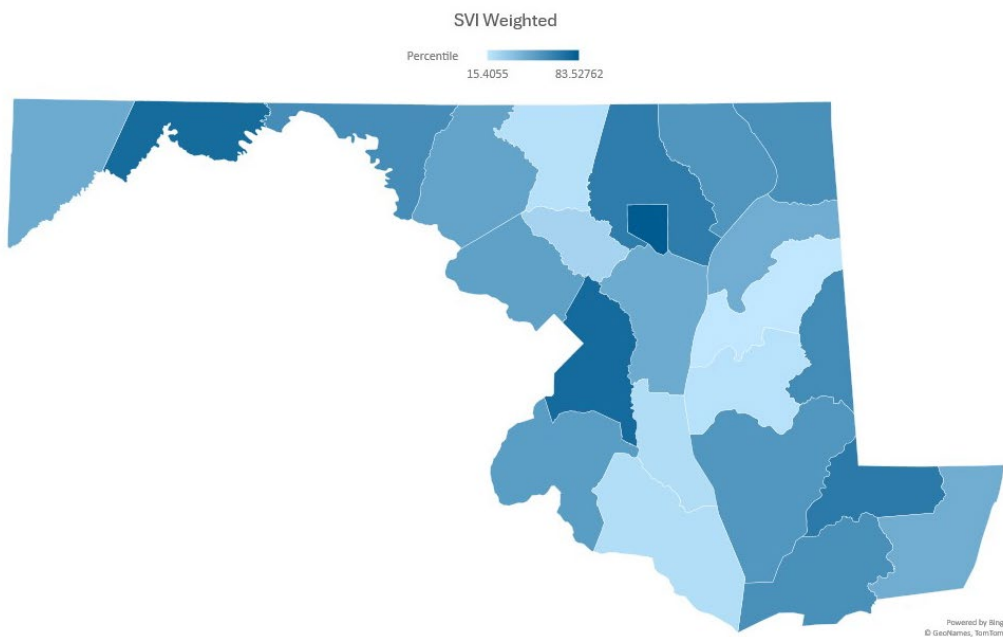 SVI Weighted
Percentile
15.4055 83.52762
Powered by Bing
© GeoNames, TomTom